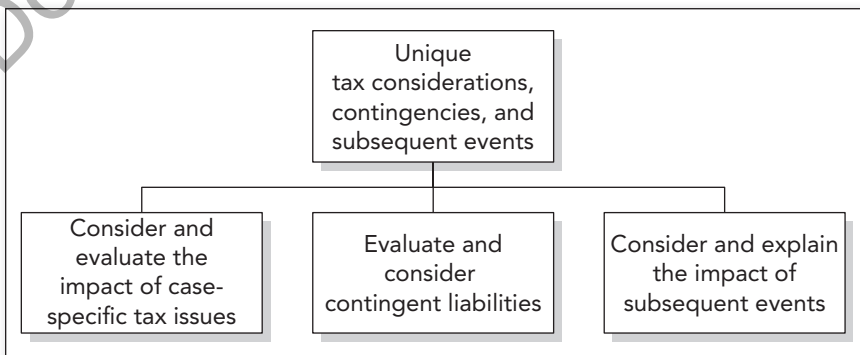 Unique
tax considerations,
contingencies, and
subsequent events
Consider and
evaluate the
impact of case-
specific tax issues
Evaluate and
consider
contingent liabilities
Consider and explain
the impact of
subsequent events